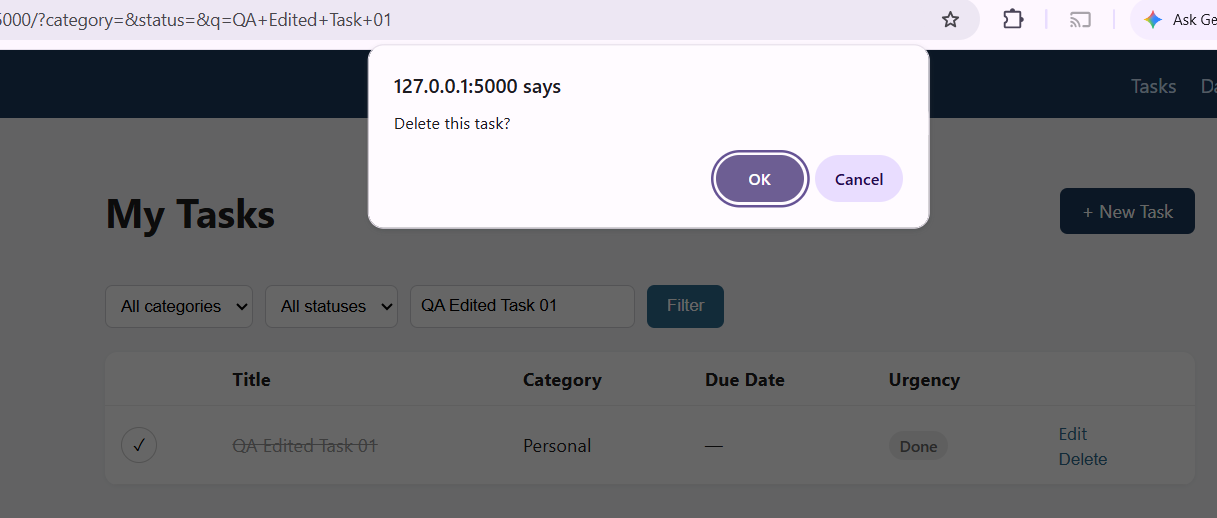 5000/?category=&status=&q=QA+Edited+Task+01
Ask Ge
127.0.0.1:5000 says
Delete this task?
OK Cancel
Tasks Da
My Tasks
+ New Task
All categories All statuses QA Edited Task 01 Filter
Title Category Due Date Urgency
✓ QA Edited Task 01 Personal — Done Edit
Delete